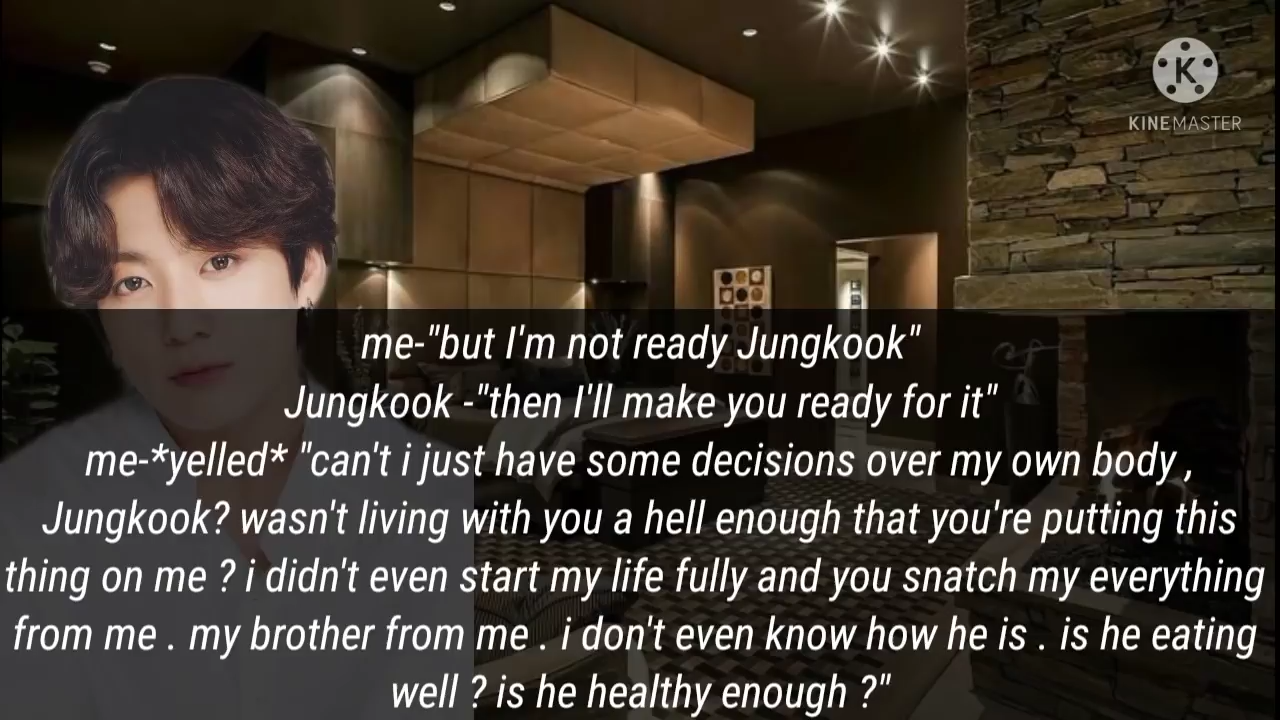 K
KINEMASTER
me-"but I'm not ready Jungkook"
Jungkook -"then I'll make you ready for it"
me-*yelled* "can't i just have some decisions over my own body ,
Jungkook? wasn't living with you a hell enough that you're putting this
thing on me ? i didn't even start my life fully and you snatch my everything
from me . my brother from me . i don't even know how he is . is he eating
well ? is he healthy enough ?"